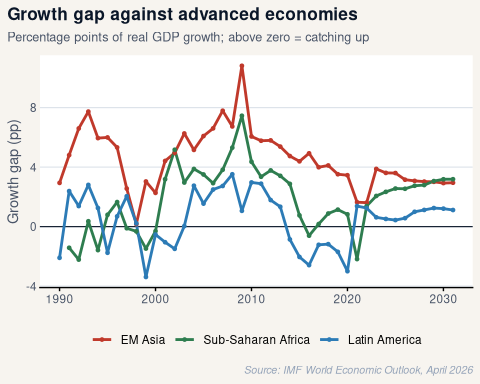 Growth gap against advanced economies
Percentage points of real GDP growth; above zero = catching up
Growth gap (pp)
8
4
0
-4
1990
2000
2010
2020
2030
EM Asia
Sub-Saharan Africa
Latin America
Source: IMF World Economic Outlook, April 2026